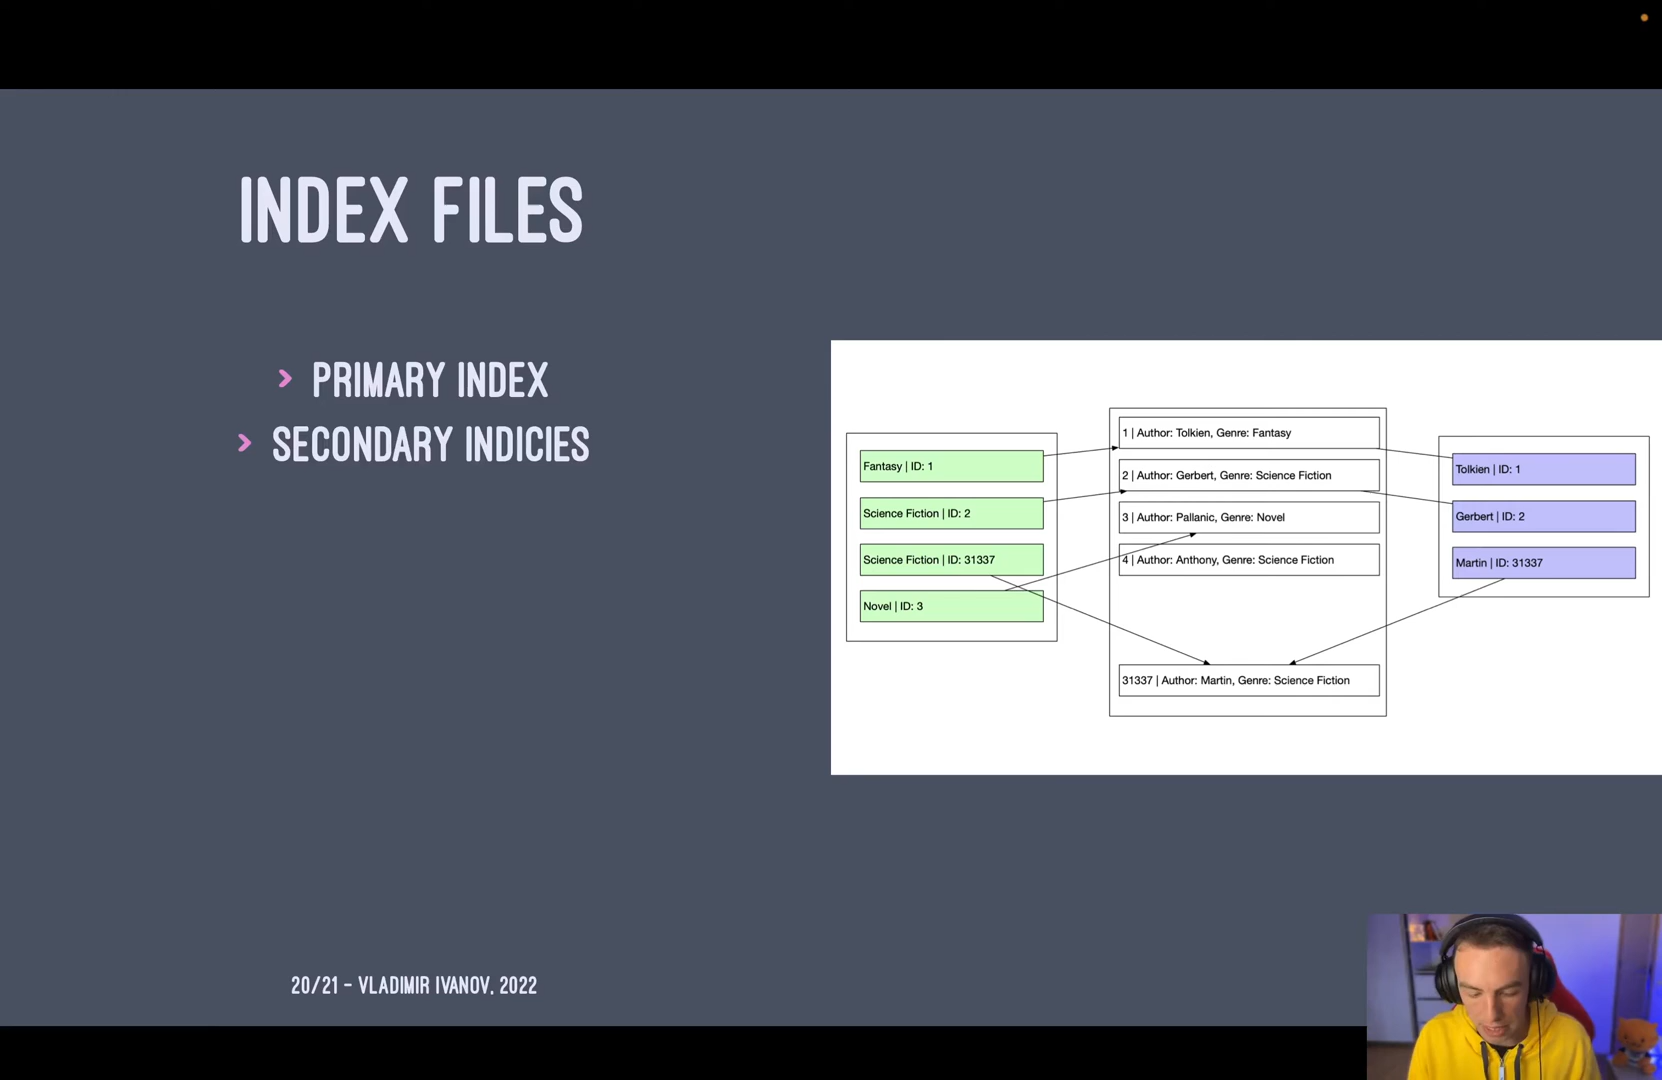 INDEX FILES
> PRIMARY INDEX
> SECONDARY INDICIES
Fantasy | ID: 1
Science Fiction | ID: 2
Science Fiction | ID: 31337
Novel | ID: 3
1 | Author: Tolkien, Genre: Fantasy
2 | Author: Gerbert, Genre: Science Fiction
3 | Author: Pallanic, Genre: Novel
4 | Author: Anthony, Genre: Science Fiction
31337 | Author: Martin, Genre: Science Fiction
Tolkien | ID: 1
Gerbert | ID: 2
Martin | ID: 31337
20/21 - VLADIMIR IVANOV, 2022